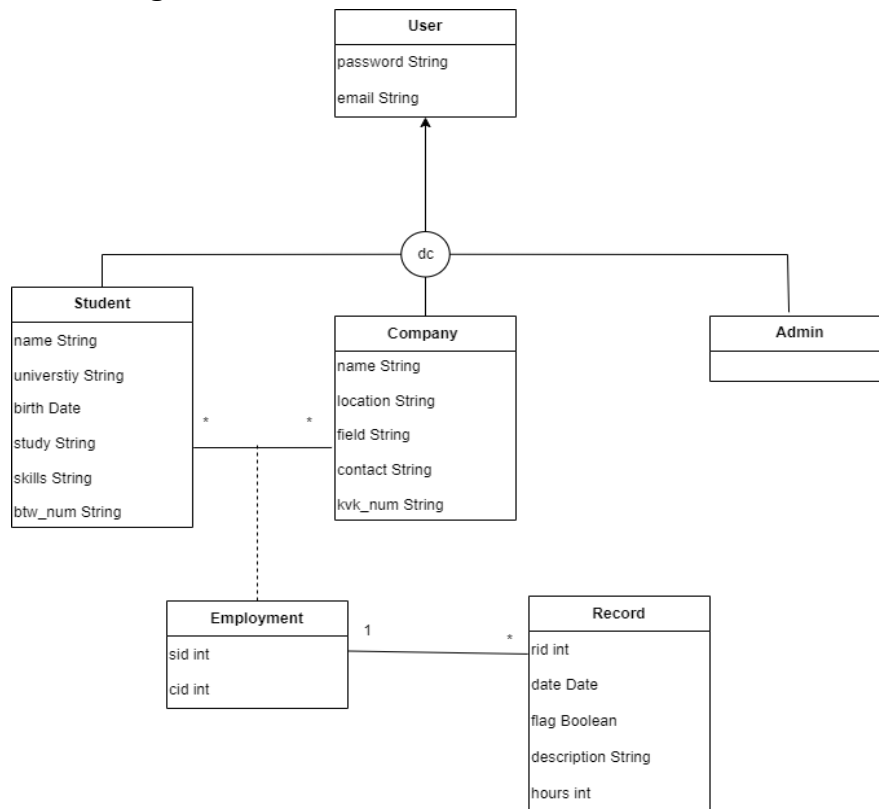 User
password String
email String
dc
Student
name String
universtiy String
birth Date
study String
skills String
btw_num String
* *
Company
name String
location String
field String
contact String
kvk_num String
Admin
Employment
sid int
cid int
1 *
Record
rid int
date Date
flag Boolean
description String
hours int